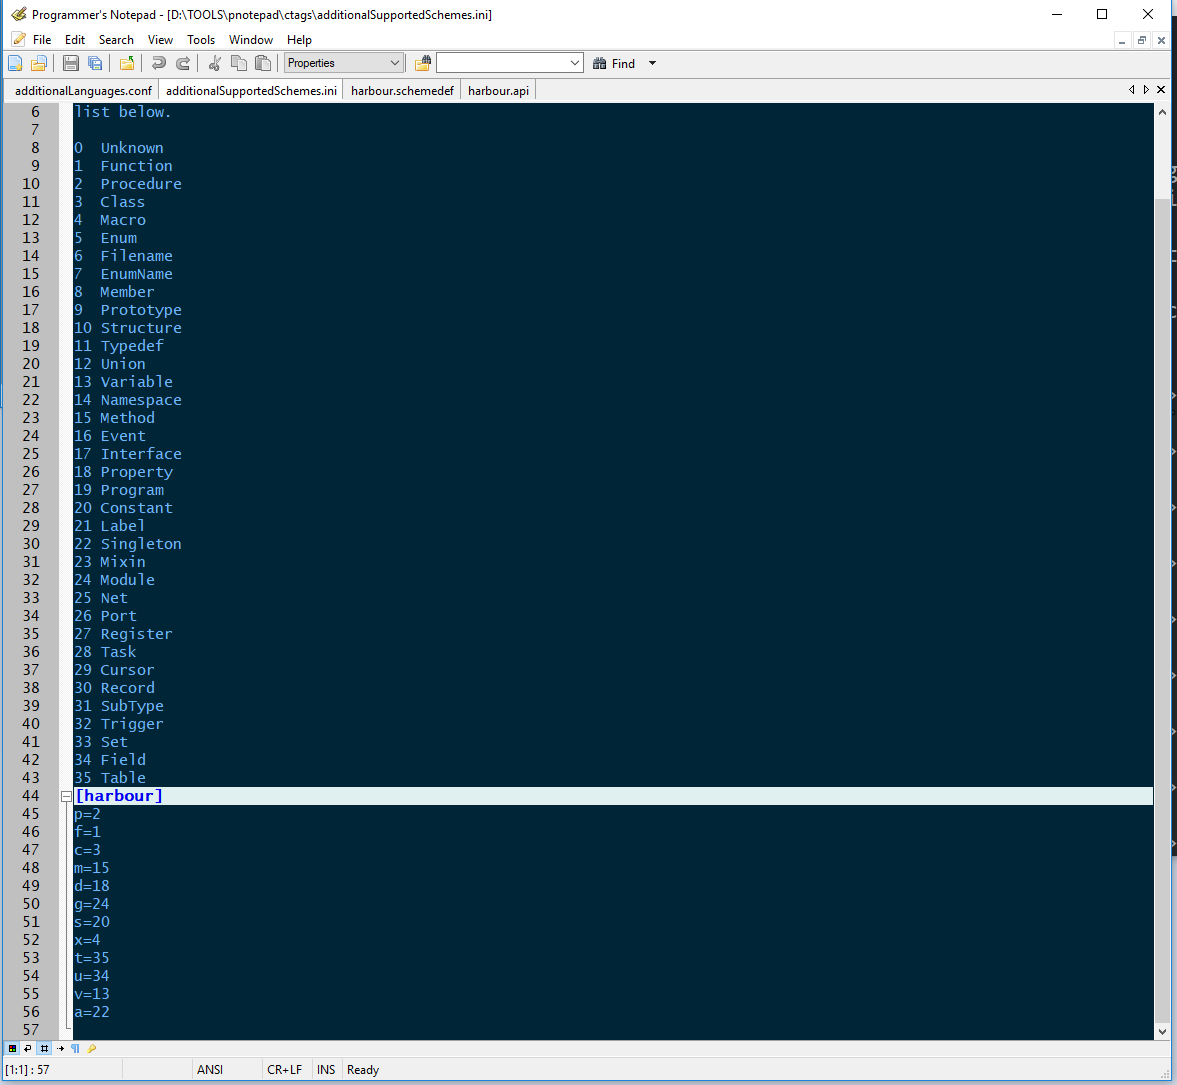 Programmer's Notepad - [D:\TOOLS\pnotepad\ctags\additionalSupportedSchemes.ini]
File Edit Search View Tools Window Help
Properties Find
additionalLanguages.conf additionalSupportedSchemes.ini harbour.schemedef harbour.api
6 list below.
7
8 0 Unknown
9 1 Function
10 2 Procedure
11 3 Class
12 4 Macro
13 5 Enum
14 6 Filename
15 7 EnumName
16 8 Member
17 9 Prototype
18 10 Structure
19 11 Typedef
20 12 Union
21 13 Variable
22 14 Namespace
23 15 Method
24 16 Event
25 17 Interface
26 18 Property
27 19 Program
28 20 Constant
29 21 Label
30 22 Singleton
31 23 Mixin
32 24 Module
33 25 Net
34 26 Port
35 27 Register
36 28 Task
37 29 Cursor
38 30 Record
39 31 SubType
40 32 Trigger
41 33 Set
42 34 Field
43 35 Table
44 [harbour]
45 p=2
46 f=1
47 c=3
48 m=15
49 d=18
50 g=24
51 s=20
52 x=4
53 t=35
54 u=34
55 v=13
56 a=22
57
[1:1] : 57 ANSI CR+LF INS Ready